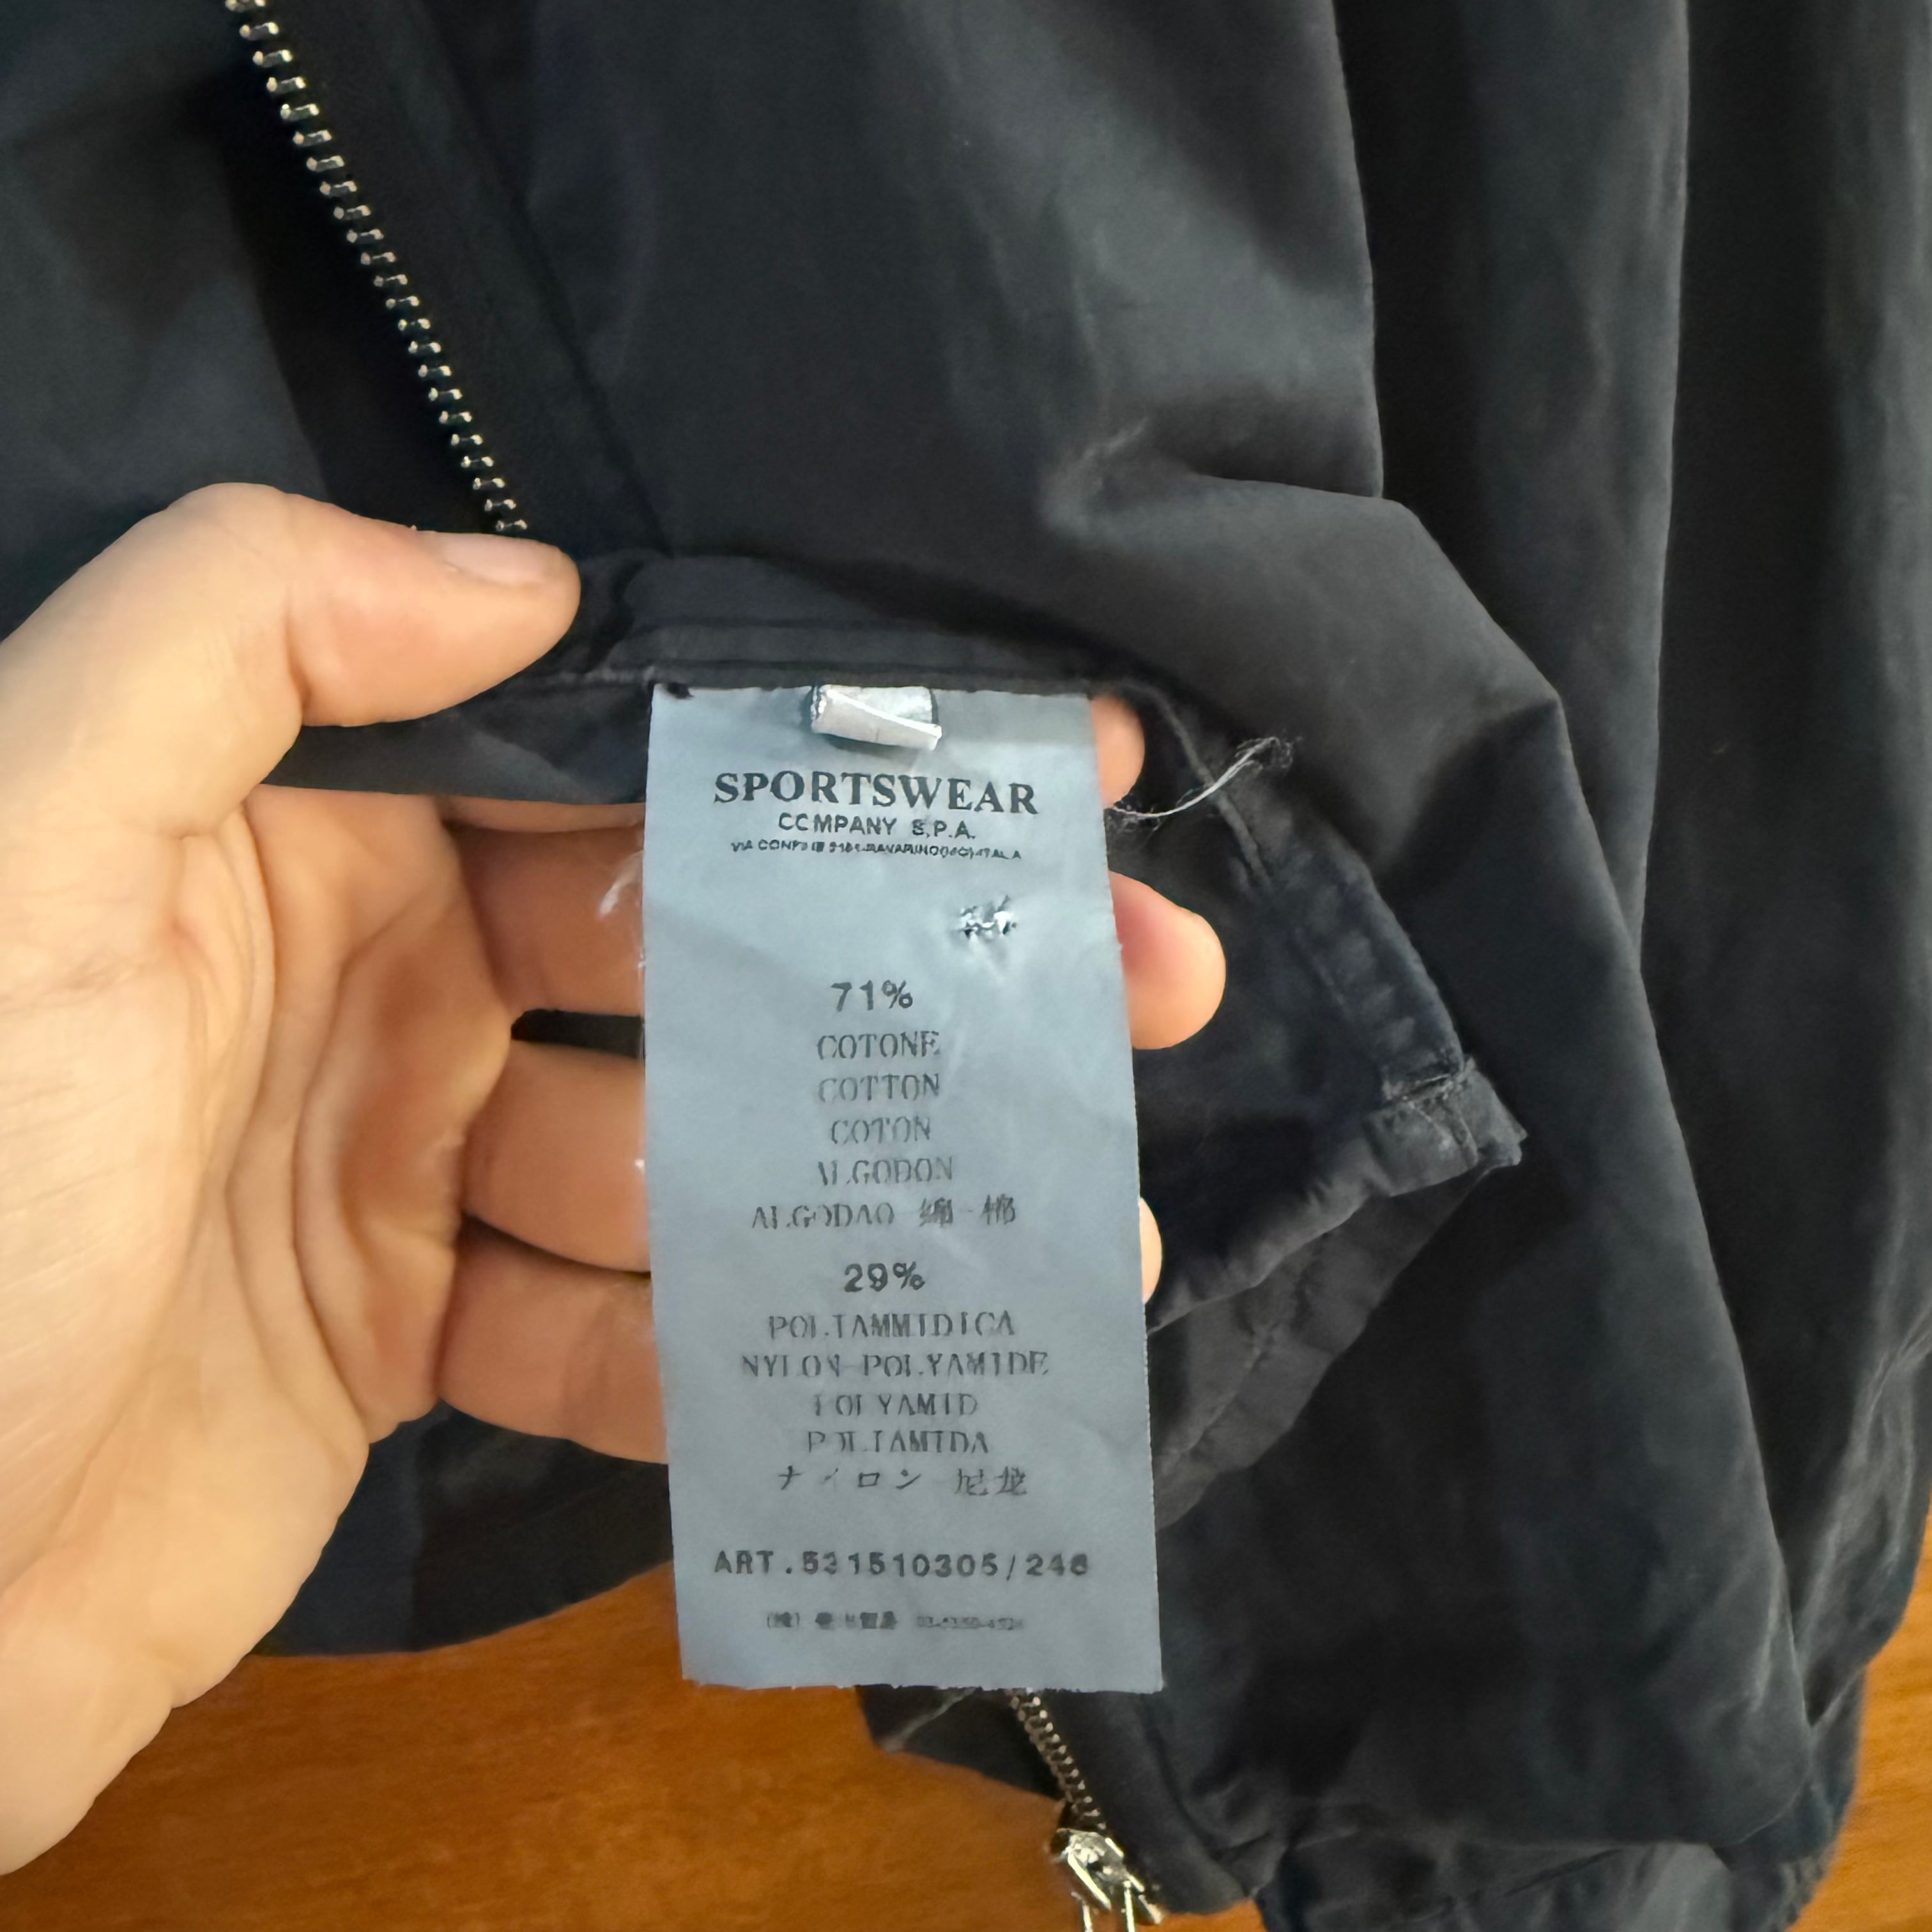 SPORTSWEAR
COMPANY S.P.A.
71%
COTONE
COTTON
COTON
ALGODON
ALGODAO 綿 - 棉
29%
POLIAMMIDICA
NYLON-POLYAMIDE
POLYAMID
POLIAMIDA
ナイロン 尼龙
ART.531510305/246